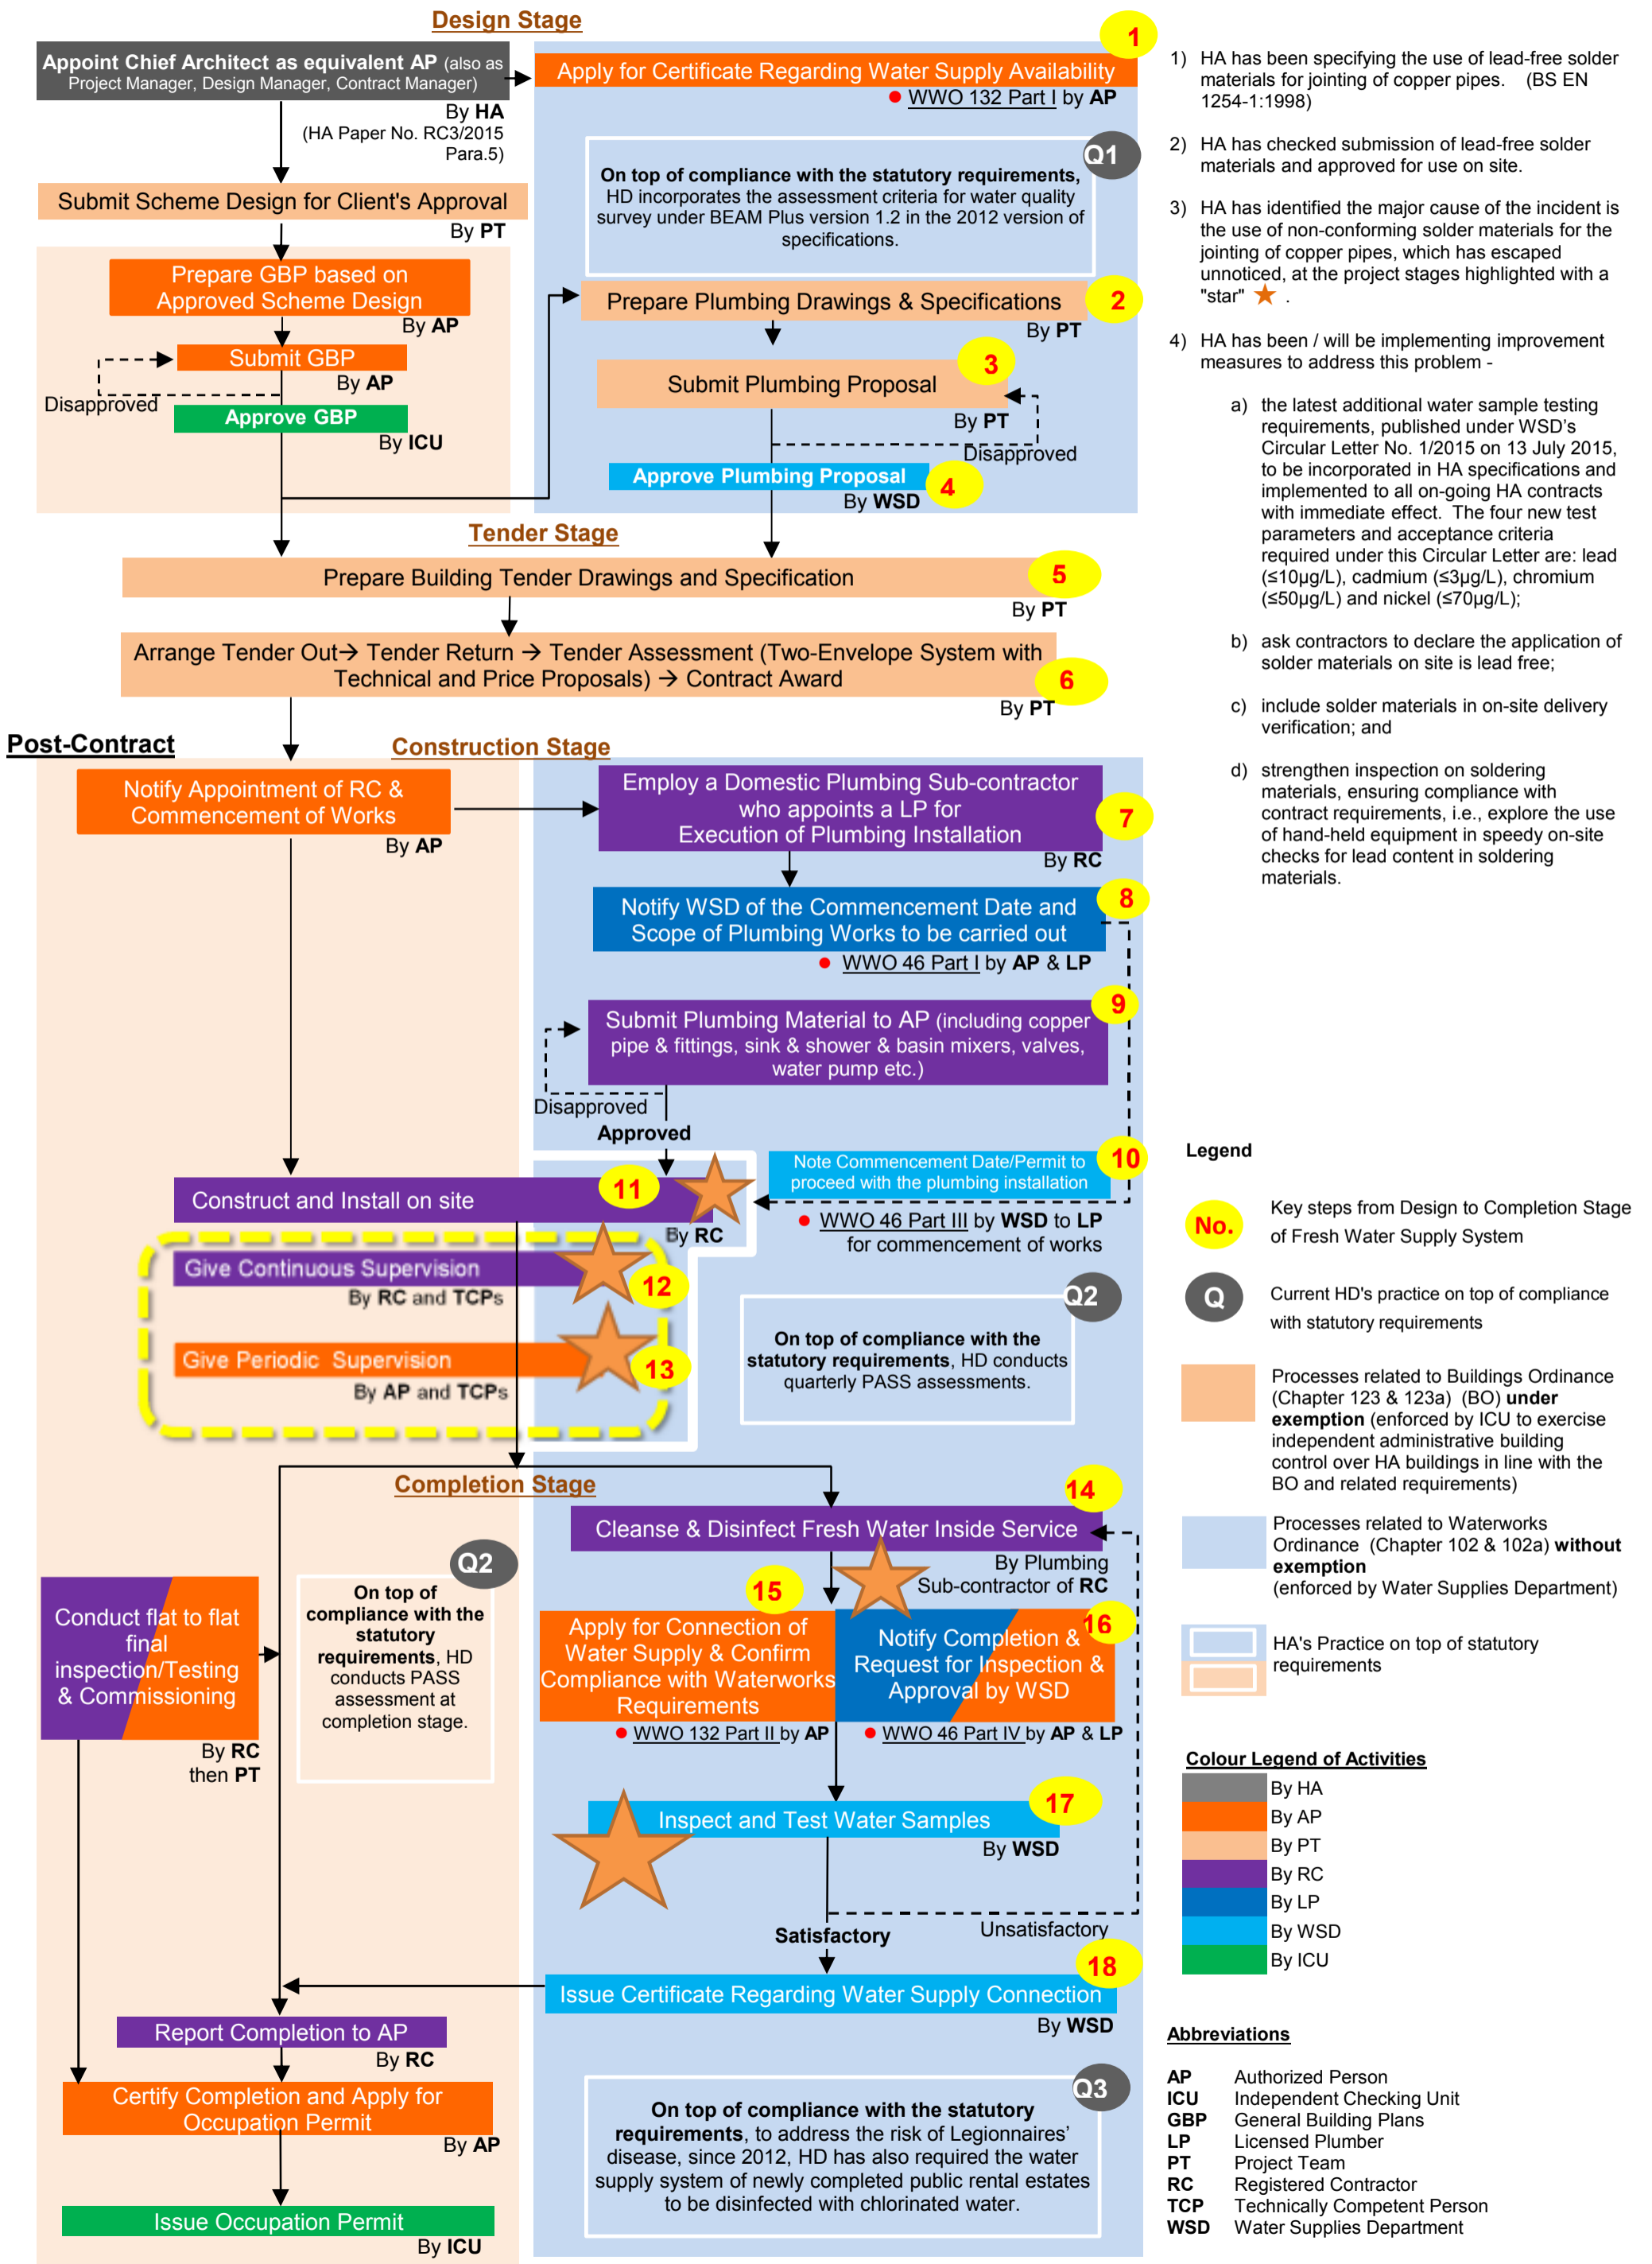 Design Stage
Appoint Chief Architect as equivalent AP (also as
Project Manager, Design Manager, Contract Manager)
By HA
(HA Paper No. RC3/2015
Para.5)
1
Apply for Certificate Regarding Water Supply Availability
● WWO 132 Part I by AP
Q1
On top of compliance with the statutory requirements,
HD incorporates the assessment criteria for water quality
survey under BEAM Plus version 1.2 in the 2012 version of
specifications.
Submit Scheme Design for Client's Approval
By PT
Prepare GBP based on
Approved Scheme Design
By AP
Submit GBP
By AP
Disapproved
Approve GBP
By ICU
Prepare Plumbing Drawings & Specifications
2
By PT
3
Submit Plumbing Proposal
By PT
Disapproved
Approve Plumbing Proposal
4
By WSD
Tender Stage
Prepare Building Tender Drawings and Specification
5
By PT
Arrange Tender Out→ Tender Return → Tender Assessment (Two-Envelope System with
Technical and Price Proposals) → Contract Award
6
By PT
Post-Contract
Construction Stage
Notify Appointment of RC &
Commencement of Works
By AP
Employ a Domestic Plumbing Sub-contractor
who appoints a LP for
Execution of Plumbing Installation
7
By RC
8
Notify WSD of the Commencement Date and
Scope of Plumbing Works to be carried out
● WWO 46 Part I by AP & LP
9
Submit Plumbing Material to AP (including copper
pipe & fittings, sink & shower & basin mixers, valves,
water pump etc.)
Disapproved
Approved
10
Note Commencement Date/Permit to
proceed with the plumbing installation
● WWO 46 Part III by WSD to LP
for commencement of works
Construct and Install on site
11
By RC
Give Continuous Supervision
12
By RC and TCPs
Give Periodic Supervision
13
By AP and TCPs
Q2
On top of compliance with the
statutory requirements, HD conducts
quarterly PASS assessments.
Completion Stage
14
Cleanse & Disinfect Fresh Water Inside Service
By Plumbing
Sub-contractor of RC
Q2
On top of
compliance with the
statutory
requirements, HD
conducts PASS
assessment at
completion stage.
Conduct flat to flat
final
inspection/Testing
& Commissioning
By RC
then PT
15
Apply for Connection of
Water Supply & Confirm
Compliance with Waterworks
Requirements
● WWO 132 Part II by AP
16
Notify Completion &
Request for Inspection &
Approval by WSD
● WWO 46 Part IV by AP & LP
17
Inspect and Test Water Samples
By WSD
Satisfactory
Unsatisfactory
18
Issue Certificate Regarding Water Supply Connection
By WSD
Report Completion to AP
By RC
Certify Completion and Apply for
Occupation Permit
By AP
Issue Occupation Permit
By ICU
Q3
On top of compliance with the statutory
requirements, to address the risk of Legionnaires'
disease, since 2012, HD has also required the water
supply system of newly completed public rental estates
to be disinfected with chlorinated water.
1) HA has been specifying the use of lead-free solder
materials for jointing of copper pipes. (BS EN
1254-1:1998)
2) HA has checked submission of lead-free solder
materials and approved for use on site.
3) HA has identified the major cause of the incident is
the use of non-conforming solder materials for the
jointing of copper pipes, which has escaped
unnoticed, at the project stages highlighted with a
"star" ★ .
4) HA has been / will be implementing improvement
measures to address this problem -
a) the latest additional water sample testing
requirements, published under WSD's
Circular Letter No. 1/2015 on 13 July 2015,
to be incorporated in HA specifications and
implemented to all on-going HA contracts
with immediate effect. The four new test
parameters and acceptance criteria
required under this Circular Letter are: lead
(≤10µg/L), cadmium (≤3µg/L), chromium
(≤50µg/L) and nickel (≤70µg/L);
b) ask contractors to declare the application of
solder materials on site is lead free;
c) include solder materials in on-site delivery
verification; and
d) strengthen inspection on soldering
materials, ensuring compliance with
contract requirements, i.e., explore the use
of hand-held equipment in speedy on-site
checks for lead content in soldering
materials.
Legend
No.
Key steps from Design to Completion Stage
of Fresh Water Supply System
Q
Current HD's practice on top of compliance
with statutory requirements
Processes related to Buildings Ordinance
(Chapter 123 & 123a) (BO) under
exemption (enforced by ICU to exercise
independent administrative building
control over HA buildings in line with the
BO and related requirements)
Processes related to Waterworks
Ordinance (Chapter 102 & 102a) without
exemption
(enforced by Water Supplies Department)
HA's Practice on top of statutory
requirements
Colour Legend of Activities
By HA
By AP
By PT
By RC
By LP
By WSD
By ICU
Abbreviations
AP Authorized Person
ICU Independent Checking Unit
GBP General Building Plans
LP Licensed Plumber
PT Project Team
RC Registered Contractor
TCP Technically Competent Person
WSD Water Supplies Department